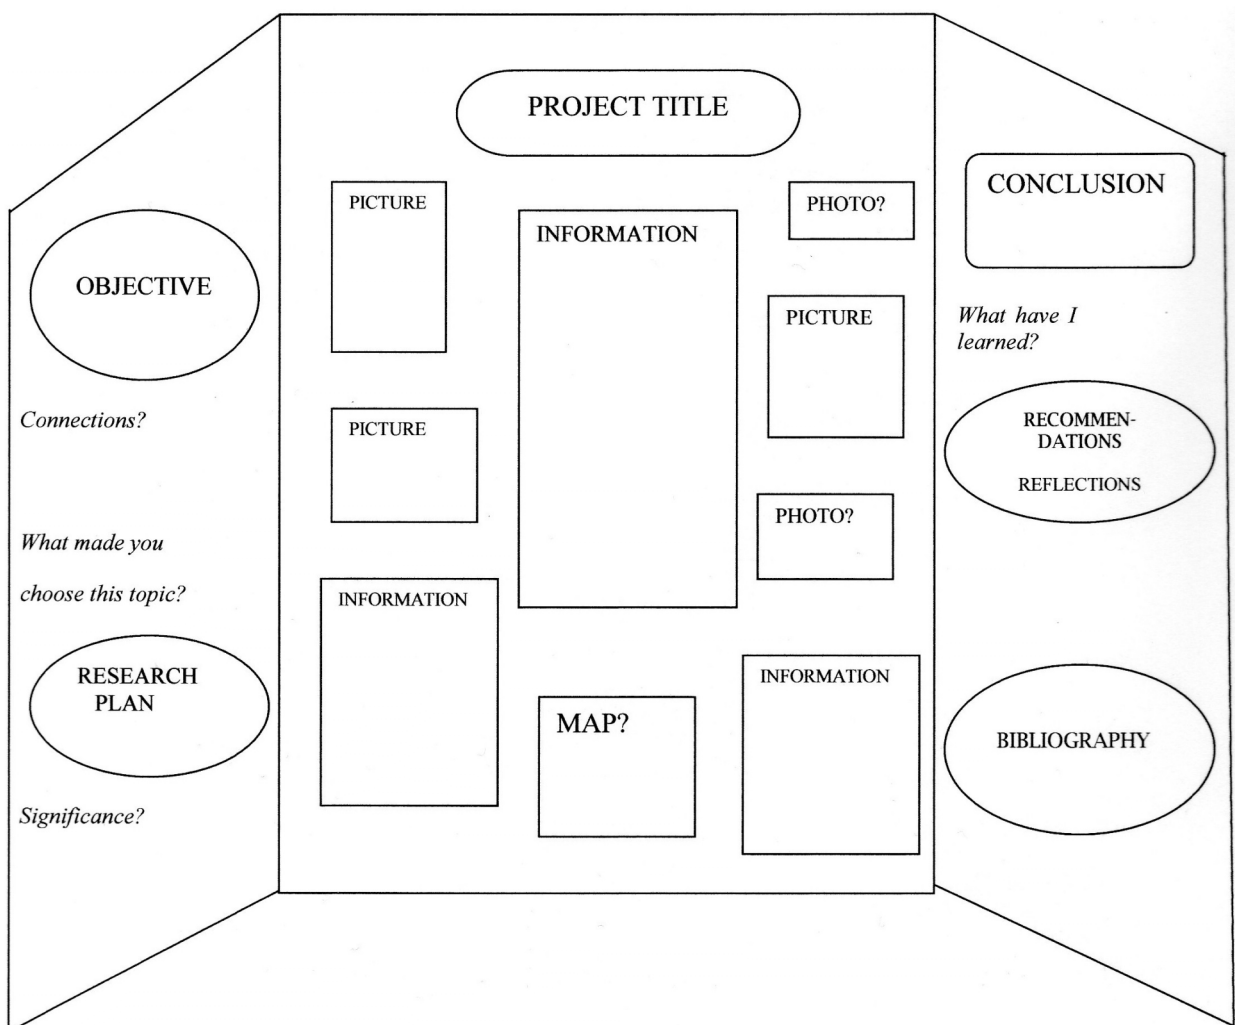 PROJECT TITLE
OBJECTIVE
Connections?
What made you
choose this topic?
RESEARCH
PLAN
Significance?
PICTURE
PICTURE
INFORMATION
INFORMATION
MAP?
PHOTO?
PICTURE
PHOTO?
INFORMATION
CONCLUSION
What have I
learned?
RECOMMEN-
DATIONS
REFLECTIONS
BIBLIOGRAPHY